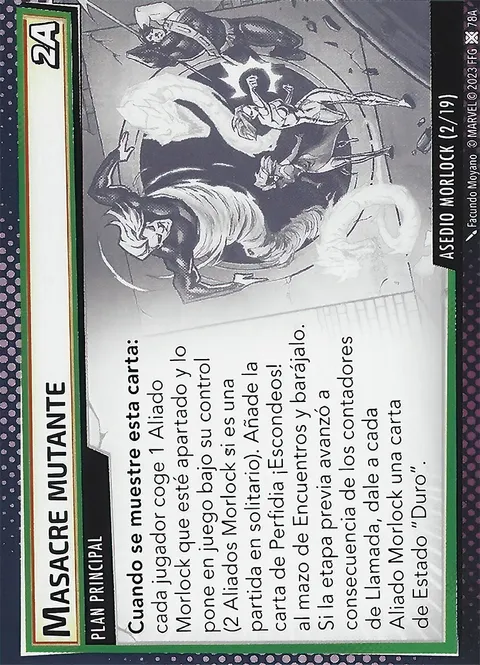 MASACRE MUTANTE
2A
PLAN PRINCIPAL
Cuando se muestre esta carta:
cada jugador coge 1 Aliado
Morlock que esté apartado y lo
pone en juego bajo su control
(2 Aliados Morlock si es una
partida en solitario). Añade la
carta de Perfidia ¡Escondeos!
al mazo de Encuentros y barájalo.
Si la etapa previa avanzó a
consecuencia de los contadores
de Llamada, dale a cada
Aliado Morlock una carta
de Estado “Duro”.
ASEDIO MORLOCK (2/19)
Facundo Moyano © MARVEL © 2023 FFG 78A